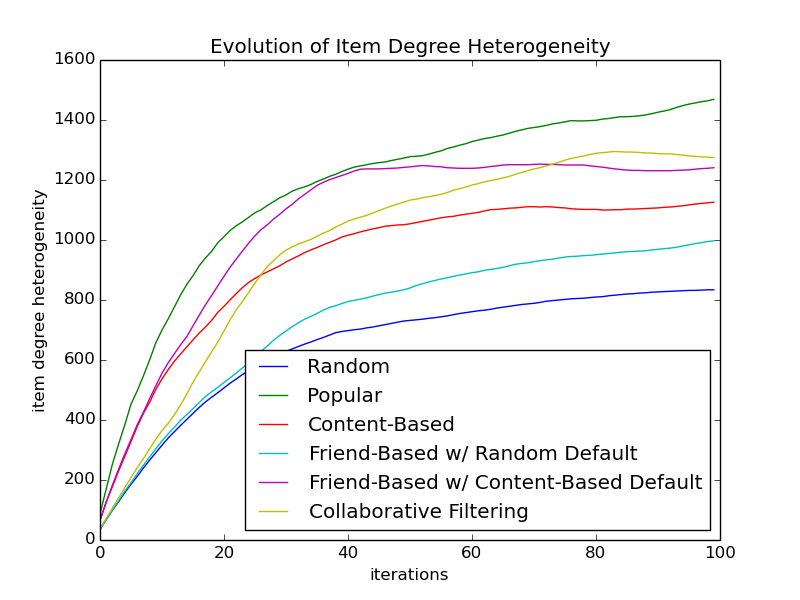 Evolution of Item Degree Heterogeneity
1600
1400
1200
1000
800
600
400
200
0
item degree heterogeneity
Random
Popular
Content-Based
Friend-Based w/ Random Default
Friend-Based w/ Content-Based Default
Collaborative Filtering
0 20 40 60 80 100
iterations